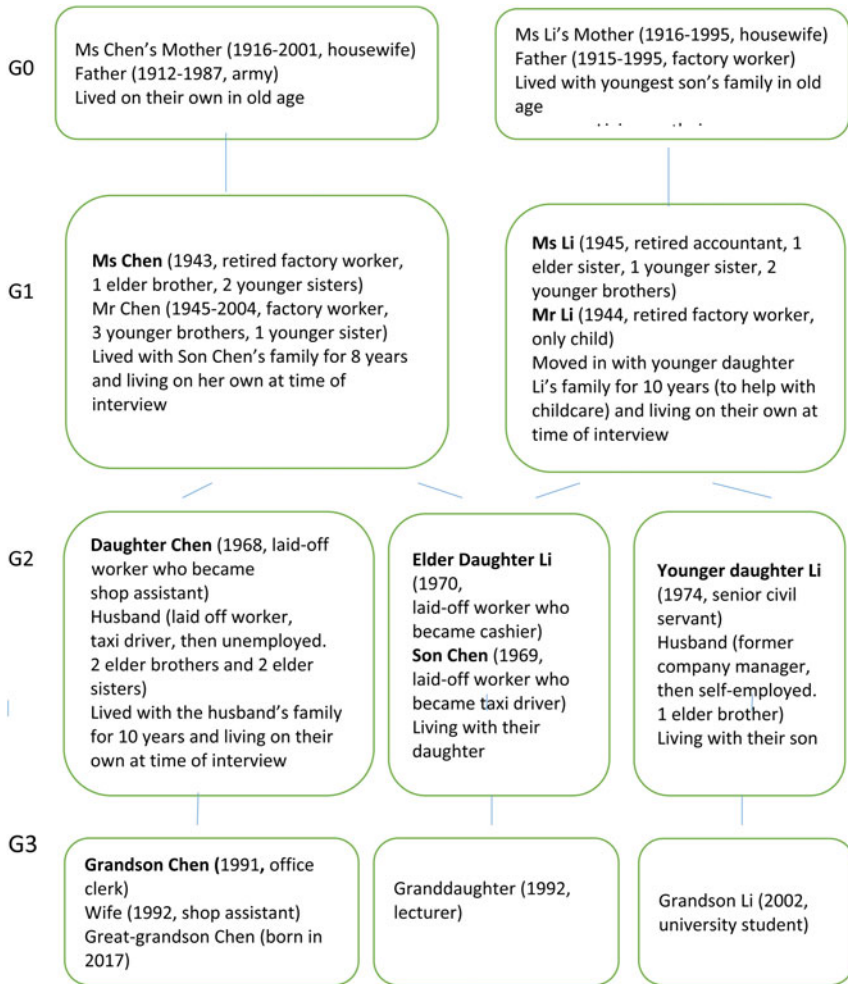 G0
Ms Chen's Mother (1916-2001, housewife)
Father (1912-1987, army)
Lived on their own in old age
Ms Li's Mother (1916-1995, housewife)
Father (1915-1995, factory worker)
Lived with youngest son's family in old
age
G1
Ms Chen (1943, retired factory worker,
1 elder brother, 2 younger sisters)
Mr Chen (1945-2004, factory worker,
3 younger brothers, 1 younger sister)
Lived with Son Chen's family for 8 years
and living on her own at time of
interview
Ms Li (1945, retired accountant, 1
elder sister, 1 younger sister, 2
younger brothers)
Mr Li (1944, retired factory worker,
only child)
Moved in with younger daughter
Li's family for 10 years (to help with
childcare) and living on their own at
time of interview
G2
Daughter Chen (1968, laid-off
worker who became
shop assistant)
Husband (laid off worker,
taxi driver, then unemployed.
2 elder brothers and 2 elder
sisters)
Lived with the husband's family
for 10 years and living on their
own at time of interview
Elder Daughter Li
(1970,
laid-off worker who
became cashier)
Son Chen (1969,
laid-off worker who
became taxi driver)
Living with their
daughter
Younger daughter Li
(1974, senior civil
servant)
Husband (former
company manager,
then self-employed.
1 elder brother)
Living with their son
G3
Grandson Chen (1991, office
clerk)
Wife (1992, shop assistant)
Great-grandson Chen (born in
2017)
Granddaughter (1992,
lecturer)
Grandson Li (2002,
university student)